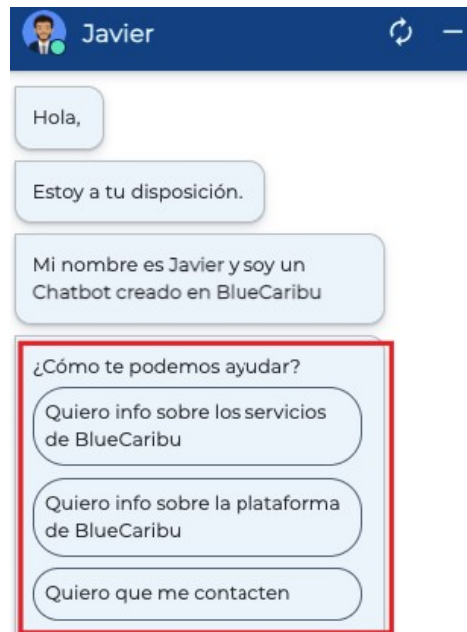 Javier
Hola,
Estoy a tu disposición.
Mi nombre es Javier y soy un
Chatbot creado en BlueCaribu
¿Cómo te podemos ayudar?
Quiero info sobre los servicios
de BlueCaribu
Quiero info sobre la plataforma
de BlueCaribu
Quiero que me contacten